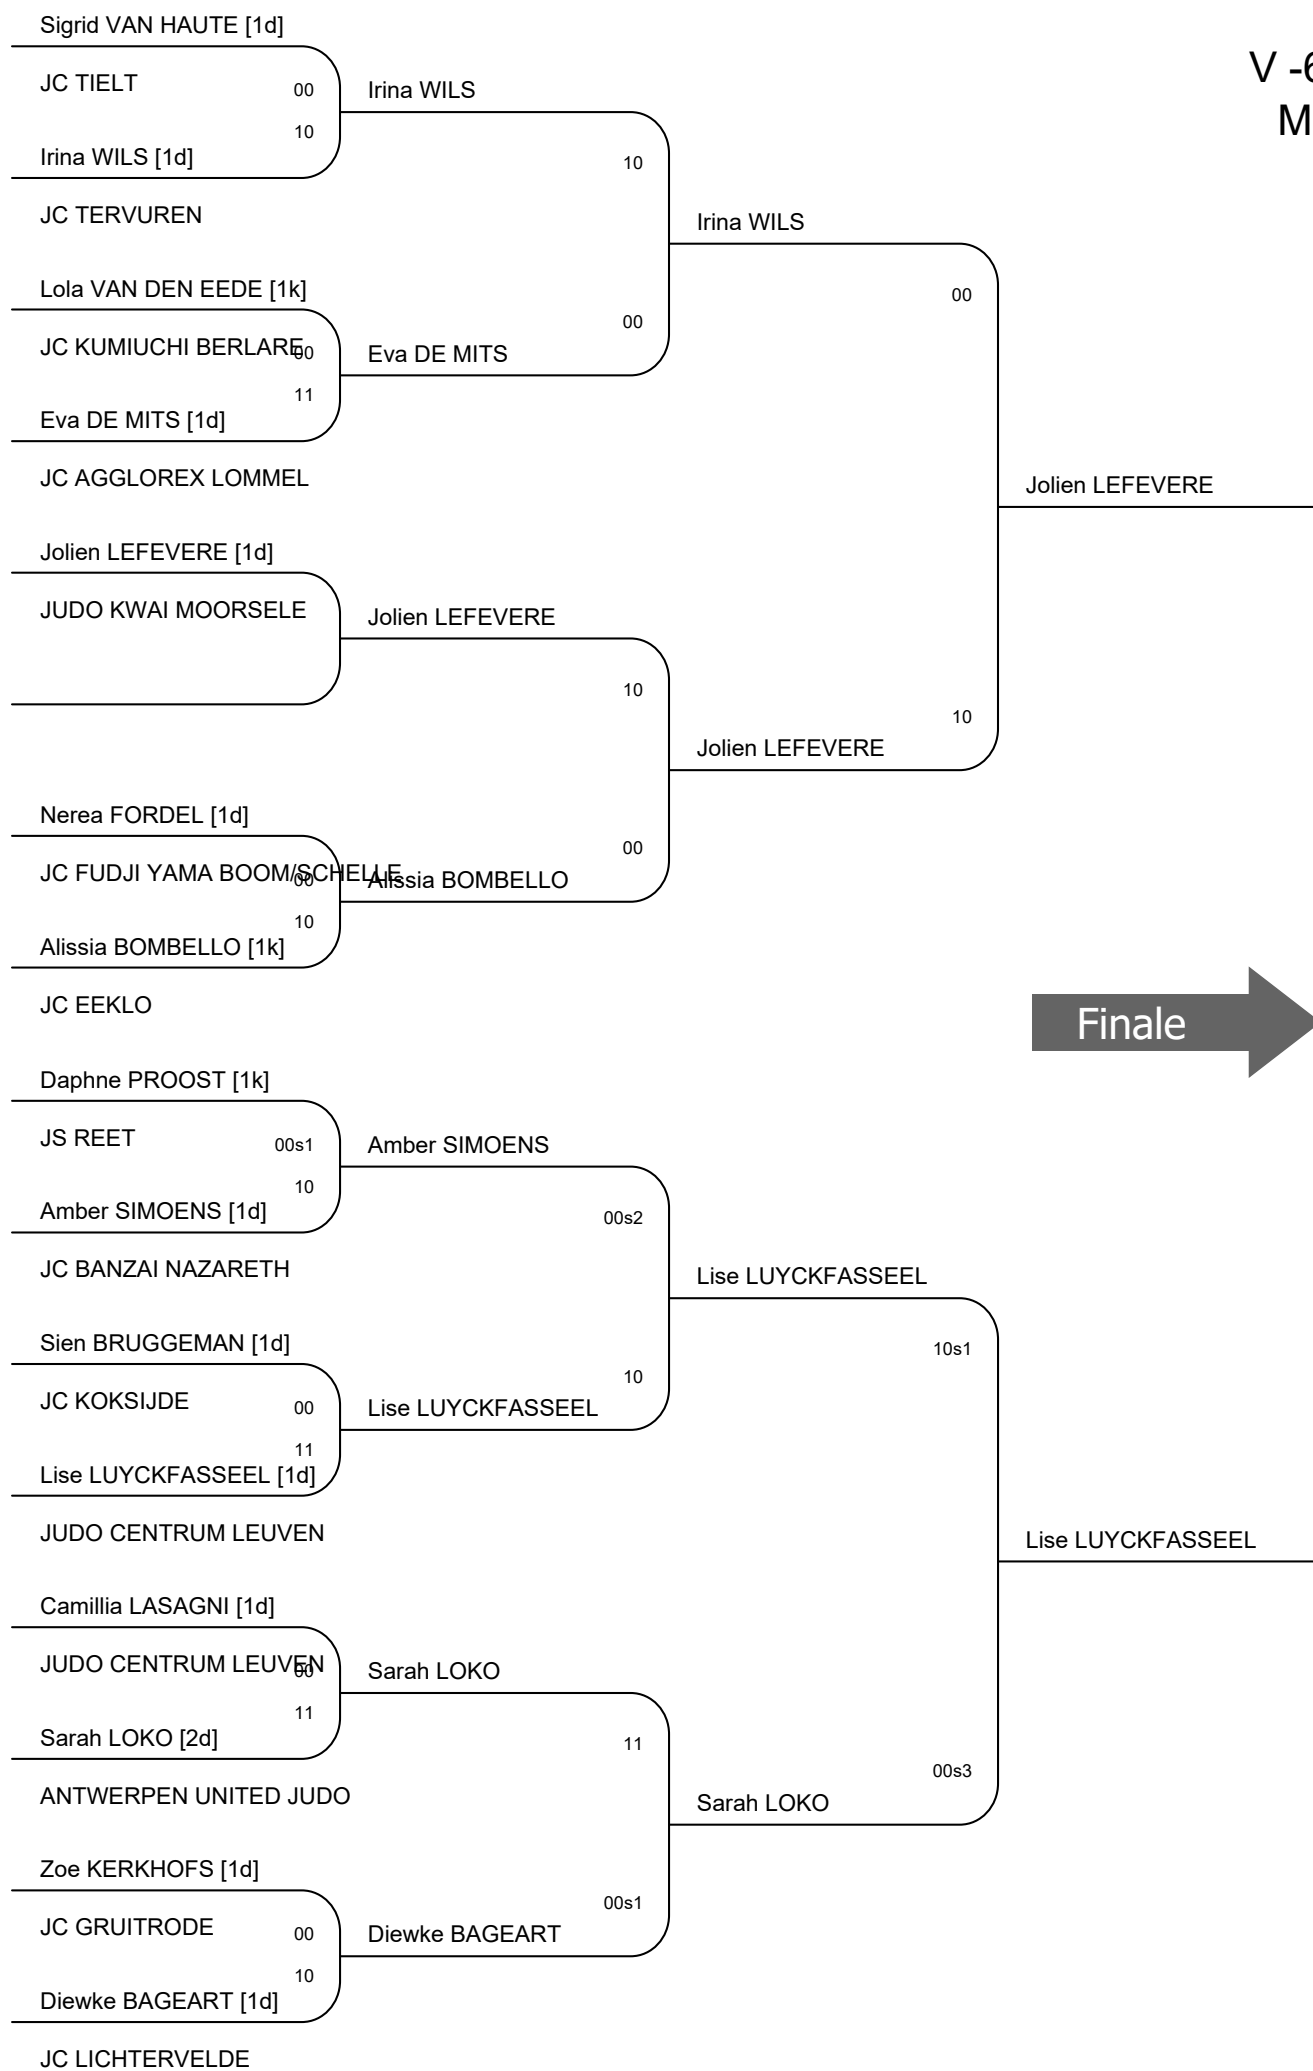 Sigrid VAN HAUTE [1d]
V -6
JC TIELT
00
Irina WILS
10
M
Irina WILS [1d]
10
JC TERVUREN
Irina WILS
Lola VAN DEN EEDE [1k]
00
00
JC KUMIUCHI BERLARE
00
Eva DE MITS
11
Eva DE MITS [1d]
JC AGGLOREX LOMMEL
Jolien LEFEVERE
Jolien LEFEVERE [1d]
JUDO KWAI MOORSELE
Jolien LEFEVERE
10
10
Jolien LEFEVERE
Nerea FORDEL [1d]
00
JC FUDJI YAMA BOOM/SCHELLE
00
Alissia BOMBELLO
10
Alissia BOMBELLO [1k]
JC EEKLO
Finale
Daphne PROOST [1k]
JS REET
00s1
Amber SIMOENS
10
Amber SIMOENS [1d]
00s2
JC BANZAI NAZARETH
Lise LUYCKFASSEEL
Sien BRUGGEMAN [1d]
10s1
10
JC KOKSIJDE
00
Lise LUYCKFASSEEL
11
Lise LUYCKFASSEEL [1d]
JUDO CENTRUM LEUVEN
Lise LUYCKFASSEEL
Camillia LASAGNI [1d]
JUDO CENTRUM LEUVEN
00
Sarah LOKO
11
Sarah LOKO [2d]
11
00s3
ANTWERPEN UNITED JUDO
Sarah LOKO
Zoe KERKHOFS [1d]
00s1
JC GRUITRODE
00
Diewke BAGEART
10
Diewke BAGEART [1d]
JC LICHTERVELDE